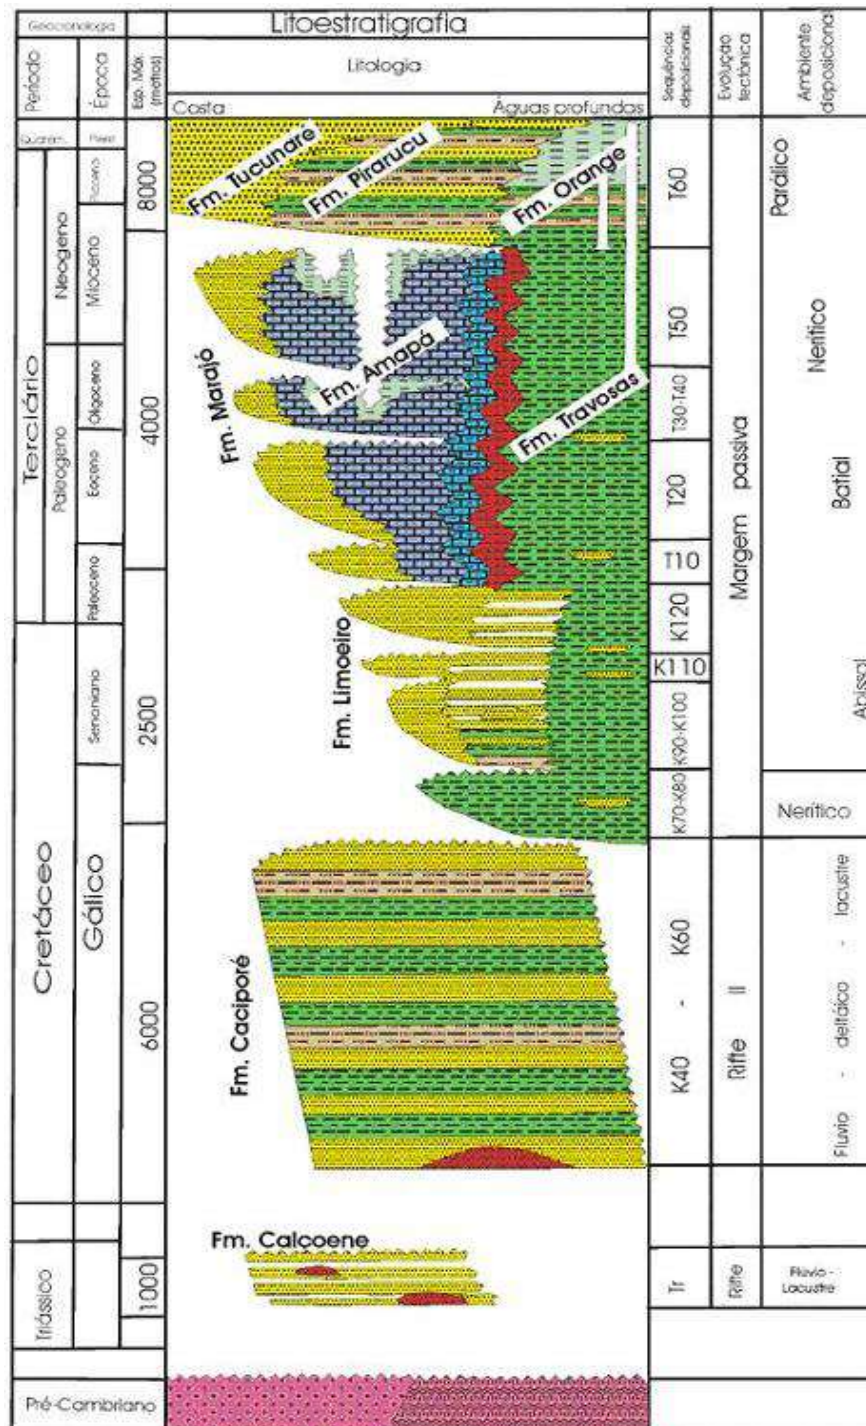 Geocronologia
Litoestratigrafia
Período
Época
Esp. Máx. (metros)
Litologia
Costa
Águas profundas
Sequências deposicionais
Evolução tectônica
Ambiente deposicional
Quatern.
Pleist
Terciário
Neogeno
Paleogeno
Plioceno
Mioceno
Oligoceno
Eoceno
Paleoceno
Cretáceo
Senoniano
Gálico
Triássico
Pré-Cambriano
8000
4000
2500
6000
1000
Fm. Tucunare
Fm. Pirarucu
Fm. Orange
Fm. Marajó
Fm. Amapá
Fm. Travosas
Fm. Limoeiro
Fm. Caciporé
Fm. Calçoene
T60
T50
T30-T40
T20
T10
K120
K110
K90-K100
K70-K80
K40 - K60
Tr
Margem passiva
Rifte II
Rifte
Parálico
Nerítico
Batial
Abissal
Nerítico
Fluvio - deltáico - lacustre
Fluvio - Lacustre